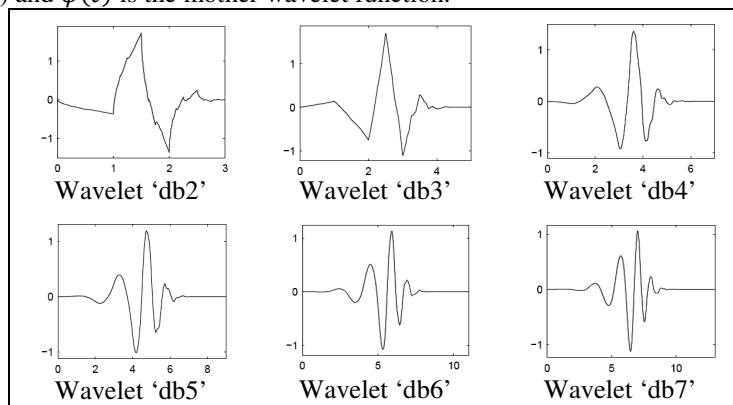 ) and ψ(t) is the mother wavelet function.
1
0
−1
0 1 2 3
Wavelet ‘db2’
1
0
−1
0 2 4
Wavelet ‘db3’
1
0
−1
0 2 4 6
Wavelet ‘db4’
1
0
−1
0 2 4 6 8
Wavelet ‘db5’
1
0
−1
0 5 10
Wavelet ‘db6’
1
0
−1
0 5 10
Wavelet ‘db7’